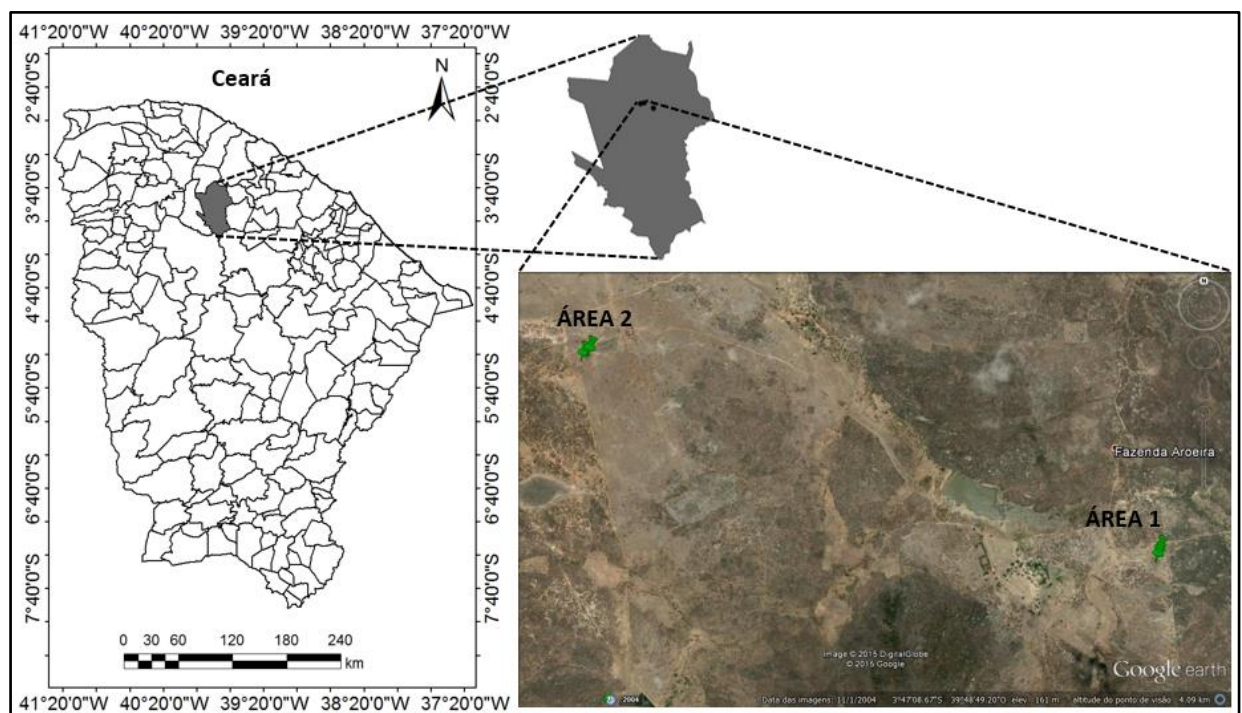 41°20'0"W 40°20'0"W 39°20'0"W 38°20'0"W 37°20'0"W
Ceará
N
2°40'0"S
3°40'0"S
4°40'0"S
5°40'0"S
6°40'0"S
7°40'0"S
2°40'0"S
3°40'0"S
4°40'0"S
5°40'0"S
6°40'0"S
7°40'0"S
0 30 60 120 180 240
km
41°20'0"W 40°20'0"W 39°20'0"W 38°20'0"W 37°20'0"W
ÁREA 2
Fazenda Aroeira
ÁREA 1
Image © 2015 DigitalGlobe
© 2015 Google
Google earth
2004
Data das imagens: 11/1/2004 3°47'08.67"S 39°48'49.20"O elev 161 m altitude do ponto de visão 4.09 km